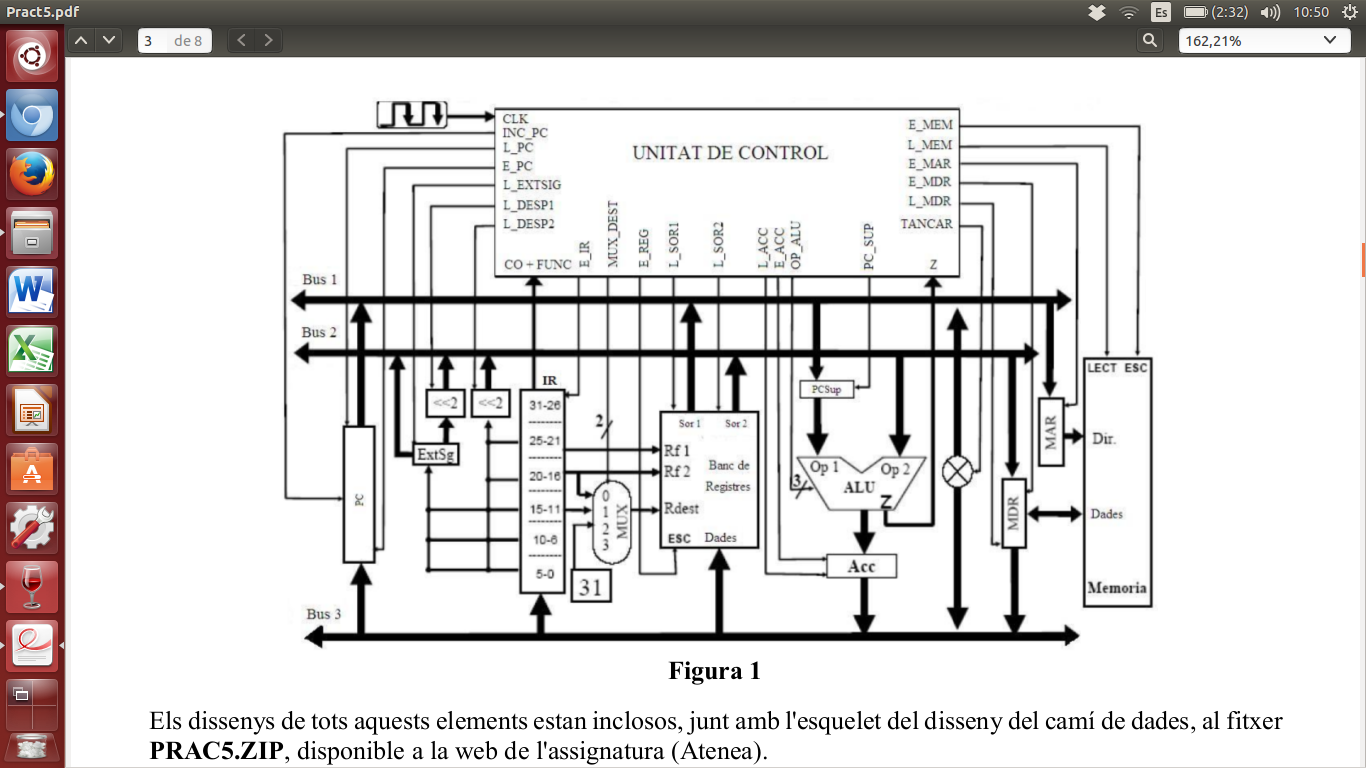 Pract5.pdf
Es
(2:32)
10:50
3 de 8
162,21%
CLK
INC_PC
L_PC
E_PC
L_EXTSIG
L_DESP1
L_DESP2
CO + FUNC
UNITAT DE CONTROL
E_MEM
L_MEM
E_MAR
E_MDR
L_MDR
TANCAR
Z
E_IR
MUX_DEST
E_REG
L_SOR1
L_SOR2
L_ACC
E_ACC
OP_ALU
PC_SUP
Bus 1
Bus 2
IR
<<2
<<2
ExtSg
PC
31-26
25-21
20-16
15-11
10-6
5-0
2
0
1
2
3
MUX
31
Sor 1
Sor 2
Rf 1
Rf 2
Rdest
Banc de
Registres
ESC
Dades
PCSup
Op 1
Op 2
ALU
Z
3
Acc
MAR
MDR
LECT ESC
Dir.
Dades
Memoria
Bus 3
Figura 1
Els dissenys de tots aquests elements estan inclosos, junt amb l'esquelet del disseny del camí de dades, al fitxer
PRAC5.ZIP, disponible a la web de l'assignatura (Atenea).